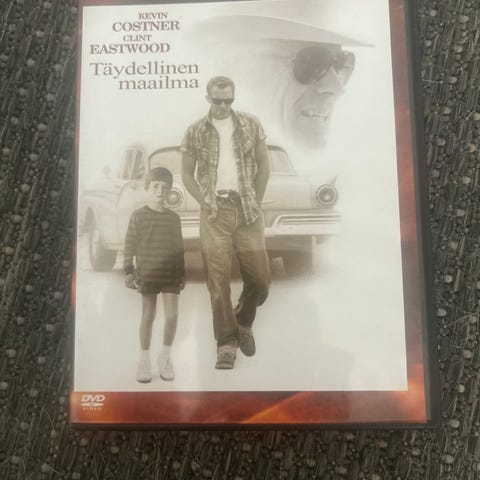 KEVIN
COSTNER
CLINT
EASTWOOD
Täydellinen
maailma
DVD
VIDEO